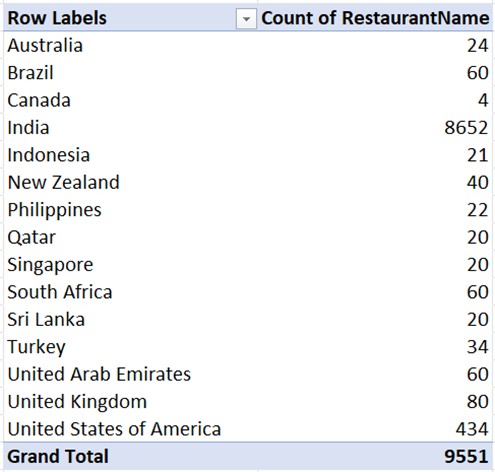 Row Labels Count of RestaurantName
Australia 24
Brazil 60
Canada 4
India 8652
Indonesia 21
New Zealand 40
Philippines 22
Qatar 20
Singapore 20
South Africa 60
Sri Lanka 20
Turkey 34
United Arab Emirates 60
United Kingdom 80
United States of America 434
Grand Total 9551